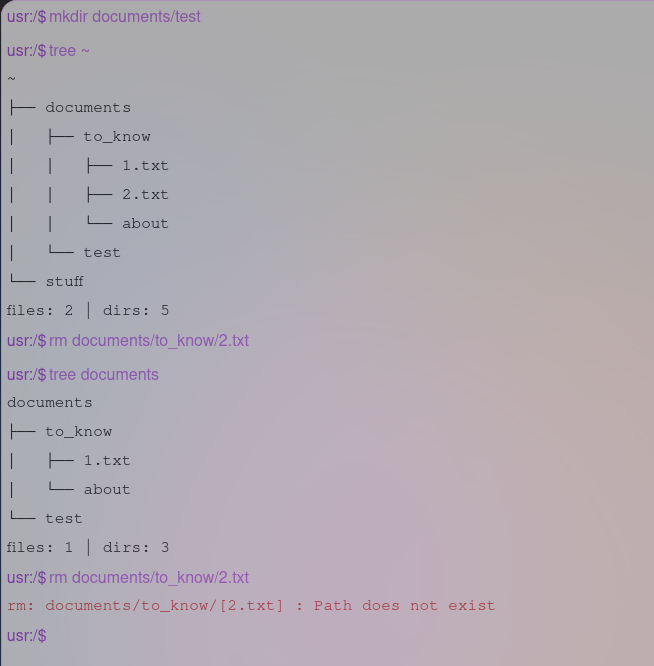 usr:/$ mkdir documents/test
usr:/$ tree ~
~
├── documents
│   ├── to_know
│   │   ├── 1.txt
│   │   ├── 2.txt
│   │   └── about
│   └── test
└── stuff
files: 2 │ dirs: 5
usr:/$ rm documents/to_know/2.txt
usr:/$ tree documents
documents
├── to_know
│   ├── 1.txt
│   └── about
└── test
files: 1 │ dirs: 3
usr:/$ rm documents/to_know/2.txt
rm: documents/to_know/[2.txt] : Path does not exist
usr:/$